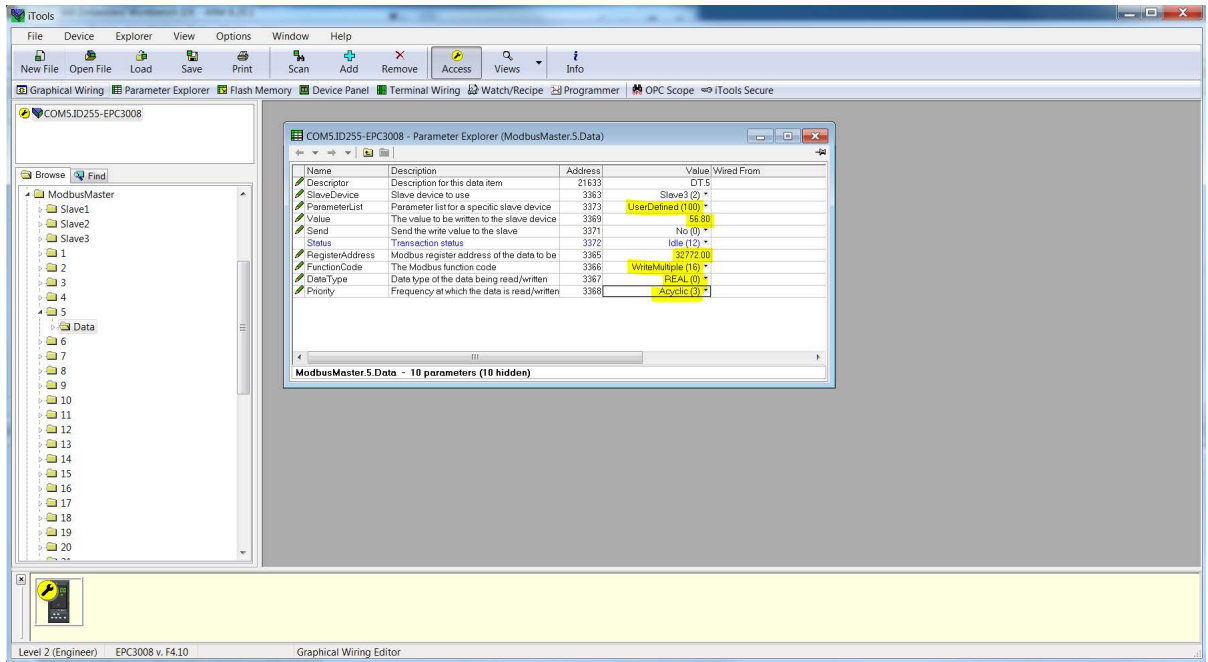 iTools
File Device Explorer View Options Window Help
New File Open File Load Save Print Scan Add Remove Access Views Info
Graphical Wiring Parameter Explorer Flash Memory Device Panel Terminal Wiring Watch/Recipe Programmer OPC Scope iTools Secure
COM5.ID255-EPC3008
Browse Find
ModbusMaster
Slave1
Slave2
Slave3
1
2
3
4
5
Data
6
7
8
9
10
11
12
13
14
15
16
17
18
19
20
COM5.ID255-EPC3008 - Parameter Explorer (ModbusMaster.5.Data)
Name Description Address Value Wired From
Descriptor Description for this data item 21633 DT.5
SlaveDevice Slave device to use 3363 Slave3 (2)
ParameterList Parameter list for a specific slave device 3373 UserDefined (100)
Value The value to be written to the slave device 3369 56.80
Send Send the write value to the slave 3371 No (0)
Status Transaction status 3372 Idle (12)
RegisterAddress Modbus register address of the data to be 3365 32772.00
FunctionCode The Modbus function code 3366 WriteMultiple (16)
DataType Data type of the data being read/written 3367 REAL (0)
Priority Frequency at which the data is read/written 3368 Acyclic (3)
ModbusMaster.5.Data - 10 parameters (10 hidden)
Level 2 (Engineer) EPC3008 v. F4.10 Graphical Wiring Editor